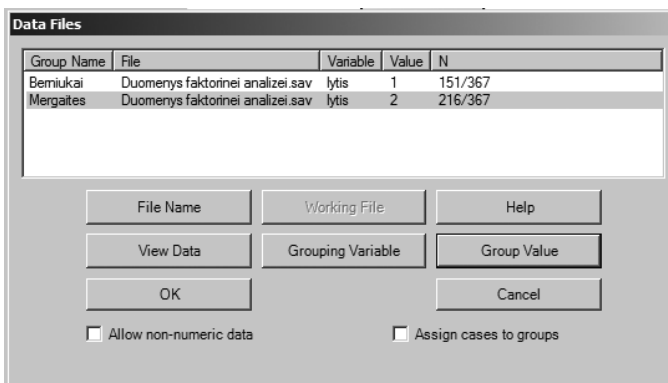 Data Files
Group Name File Variable Value N
Berniukai Duomenys faktorinei analizei.sav lytis 1 151/367
Mergaites Duomenys faktorinei analizei.sav lytis 2 216/367
File Name Working File Help
View Data Grouping Variable Group Value
OK Cancel
Allow non-numeric data Assign cases to groups